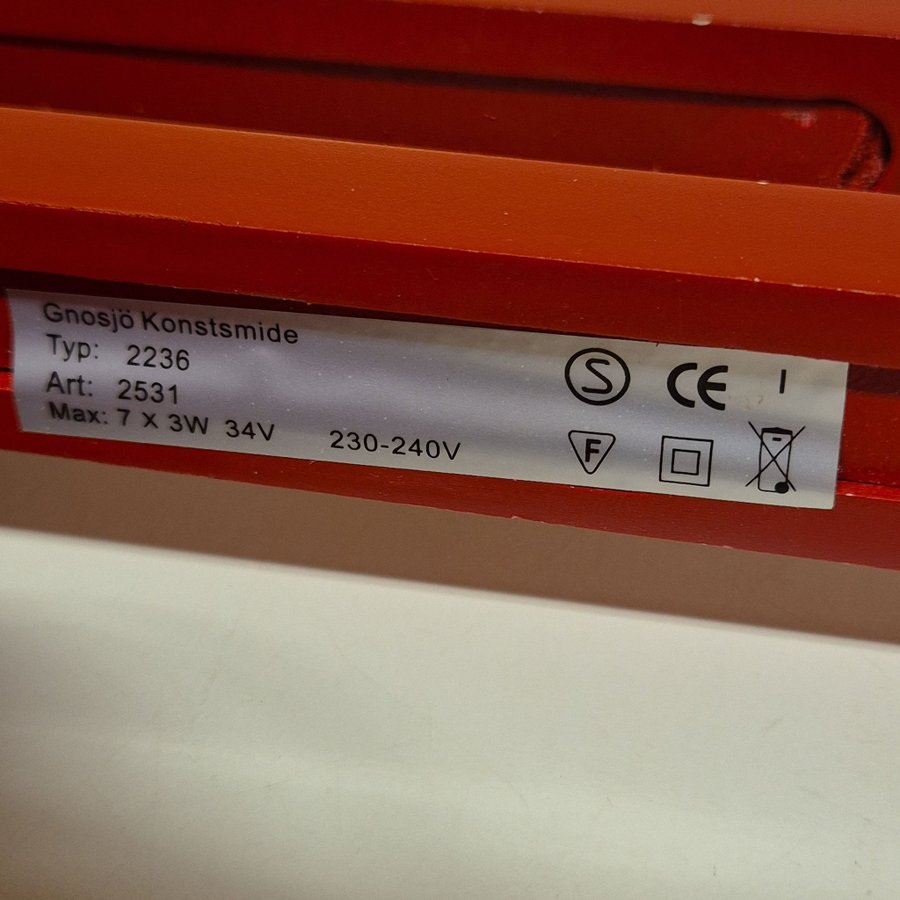 Gnosjö Konstsmide
Typ: 2236
Art: 2531
Max: 7 X 3W 34V 230-240V
S CE I
F